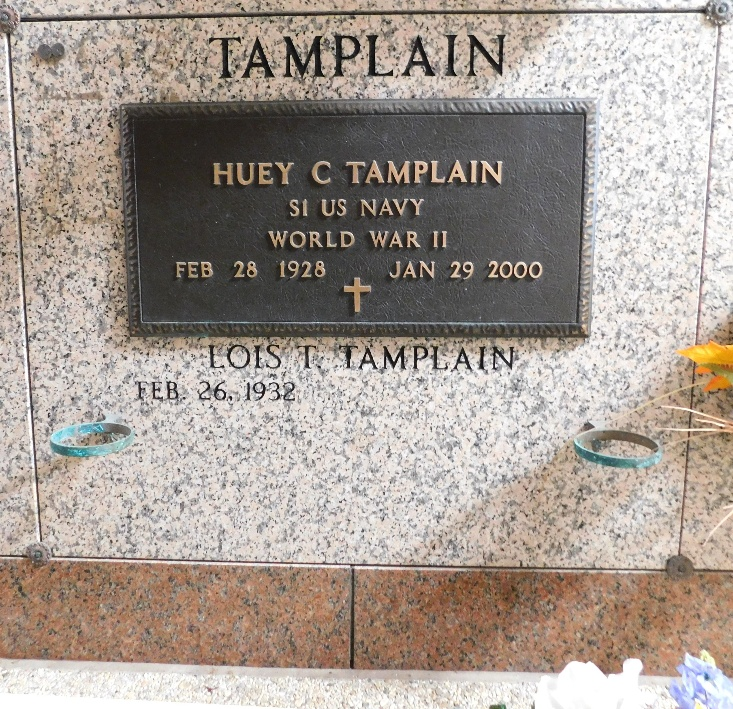 TAMPLAIN
HUEY C TAMPLAIN
S1 US NAVY
WORLD WAR II
FEB 28 1928 JAN 29 2000
LOIS T. TAMPLAIN
FEB. 26, 1932